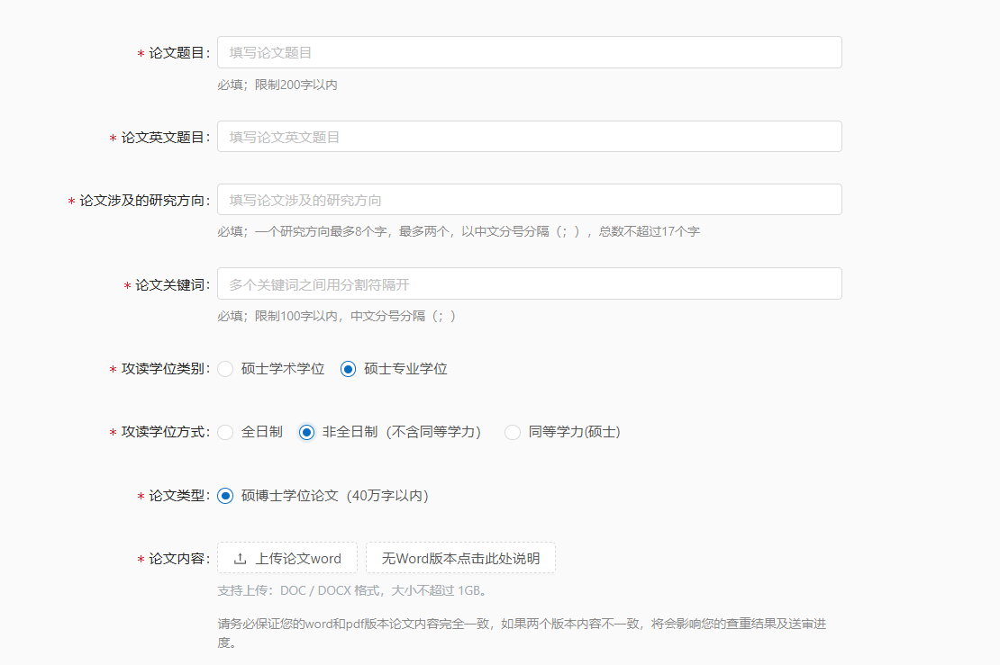 * 论文题目: 填写论文题目
必填；限制200字以内
* 论文英文题目: 填写论文英文题目
* 论文涉及的研究方向: 填写论文涉及的研究方向
必填；一个研究方向最多8个字，最多两个，以中文分号分隔（；），总数不超过17个字
* 论文关键词: 多个关键词之间用分割符隔开
必填；限制100字以内，中文分号分隔（；）
* 攻读学位类别: 硕士学术学位 硕士专业学位
* 攻读学位方式: 全日制 非全日制（不含同等学力） 同等学力(硕士)
* 论文类型: 硕博士学位论文（40万字以内）
* 论文内容: 上传论文word 无Word版本点击此处说明
支持上传：DOC / DOCX 格式，大小不超过 1GB。
请务必保证您的word和pdf版本论文内容完全一致，如果两个版本内容不一致，将会影响您的查重结果及送审进
度。